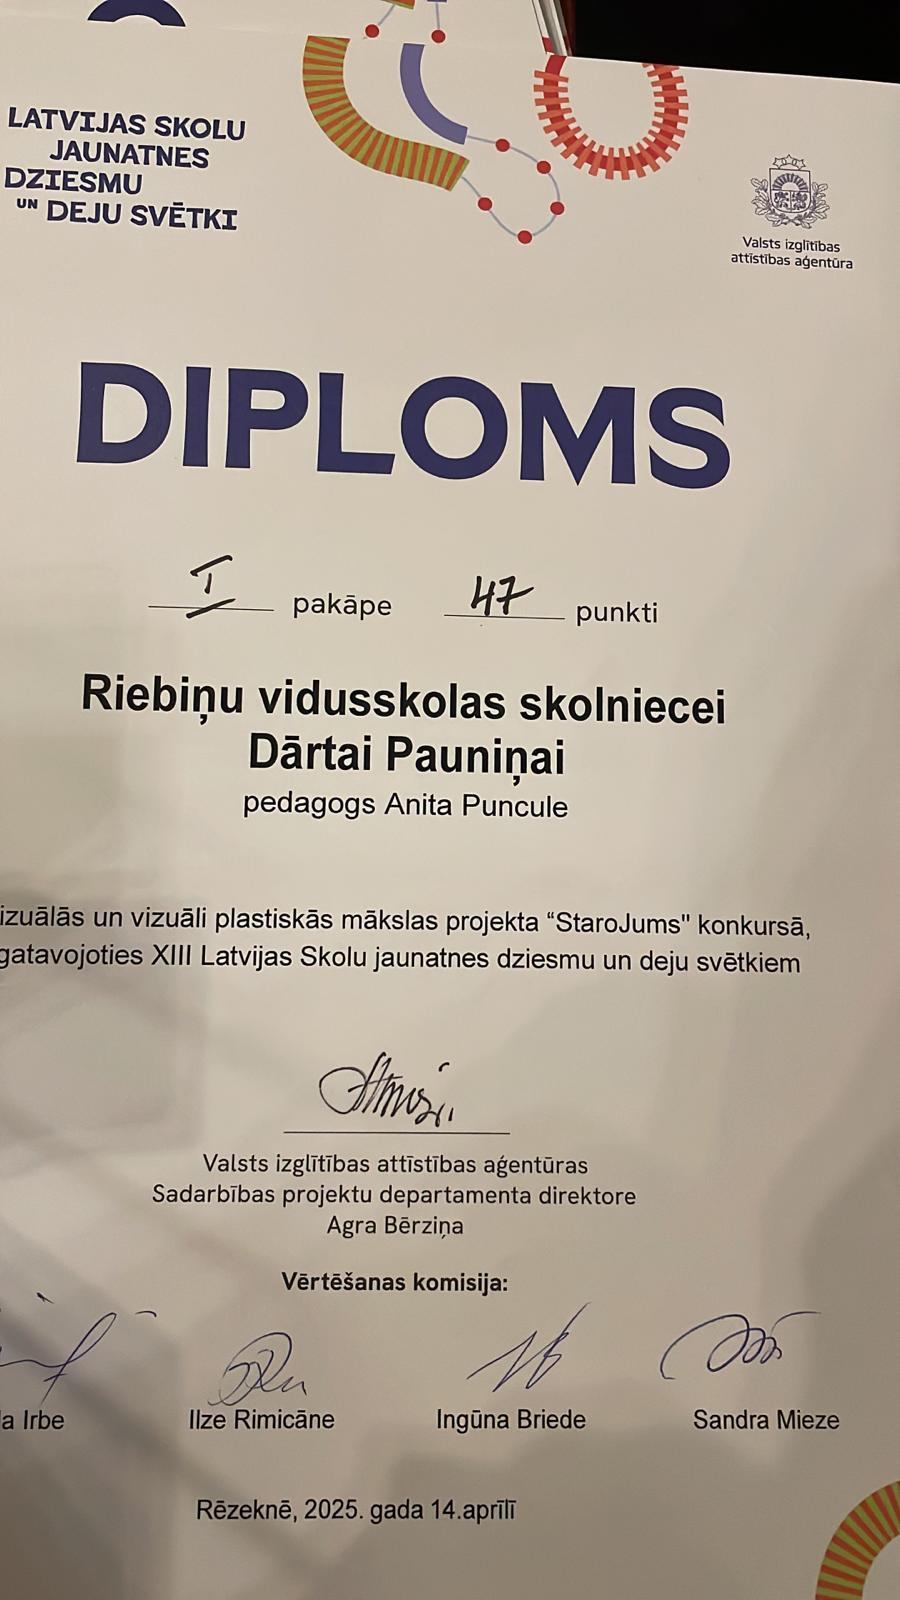 LATVIJAS SKOLU
JAUNATNES
DZIESMU
UN DEJU SVĒTKI
Valsts izglītības
attīstības aģentūra
DIPLOMS
I pakāpe 47 punkti
Riebiņu vidusskolas skolniecei
Dārtai Pauniņai
pedagogs Anita Puncule
izuālās un vizuāli plastiskās mākslas projekta “StaroJums" konkursā,
gatavojoties XIII Latvijas Skolu jaunatnes dziesmu un deju svētkiem
Valsts izglītības attīstības aģentūras
Sadarbības projektu departamenta direktore
Agra Bērziņa
Vērtēšanas komisija:
a Irbe Ilze Rimicāne Ingūna Briede Sandra Mieze
Rēzeknē, 2025. gada 14.aprīlī